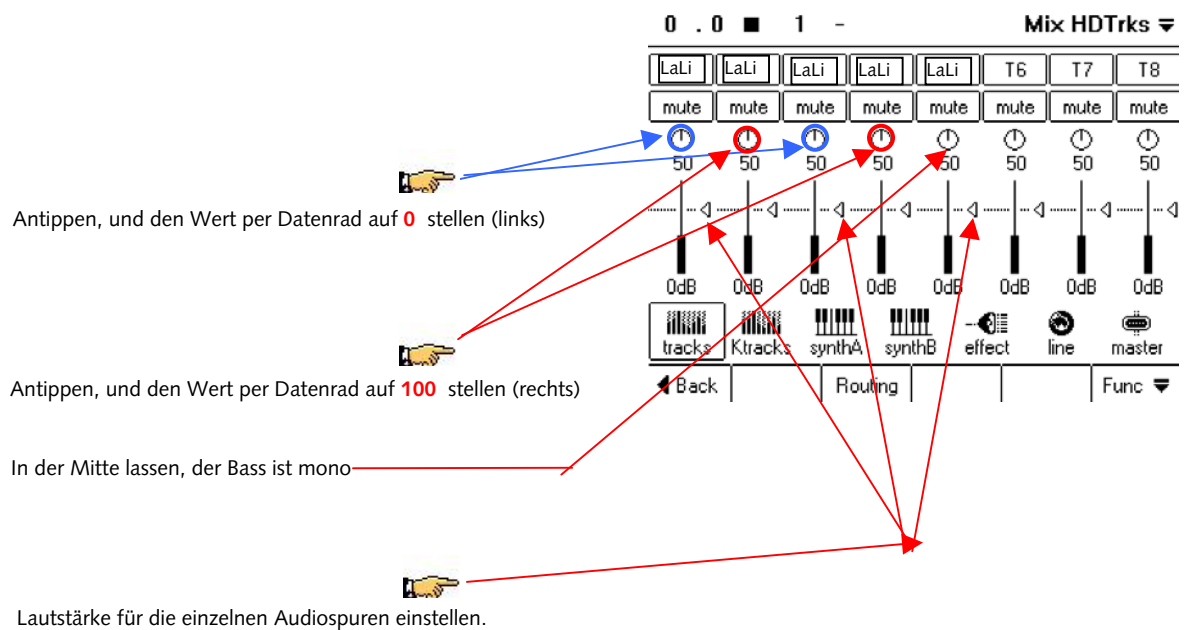 0 . 0 ■ 1 - Mix HDTrks
LaLi LaLi LaLi LaLi LaLi T6 T7 T8
mute mute mute mute mute mute mute mute
50 50 50 50 50 50 50 50
Antippen, und den Wert per Datenrad auf 0 stellen (links)
0dB 0dB 0dB 0dB 0dB 0dB 0dB 0dB
tracks Ktracks synthA synthB effect line master
Antippen, und den Wert per Datenrad auf 100 stellen (rechts)
Back Routing Func
In der Mitte lassen, der Bass ist mono
Lautstärke für die einzelnen Audiospuren einstellen.